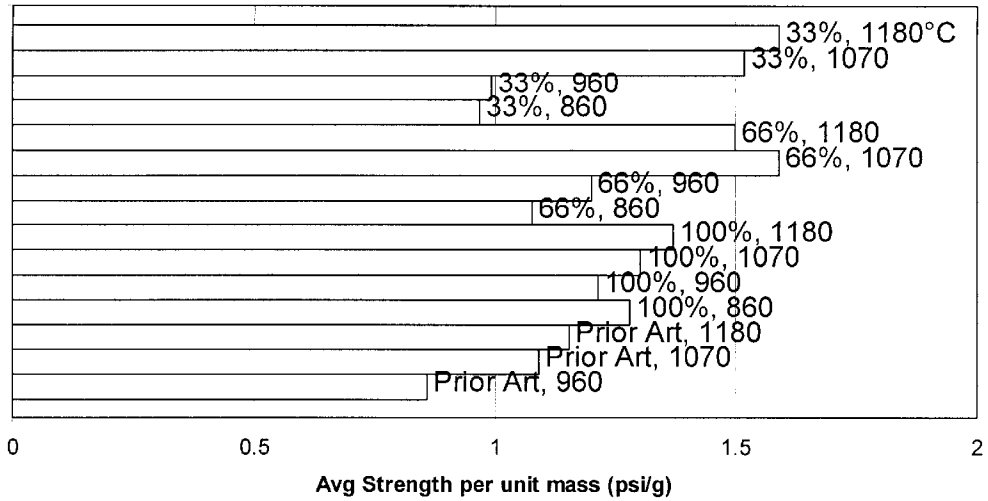 33%, 1180°C
33%, 1070
33%, 960
33%, 860
66%, 1180
66%, 1070
66%, 960
66%, 860
100%, 1180
100%, 1070
100%, 960
100%, 860
Prior Art, 1180
Prior Art, 1070
Prior Art, 960
0 0.5 1 1.5 2
Avg Strength per unit mass (psi/g)